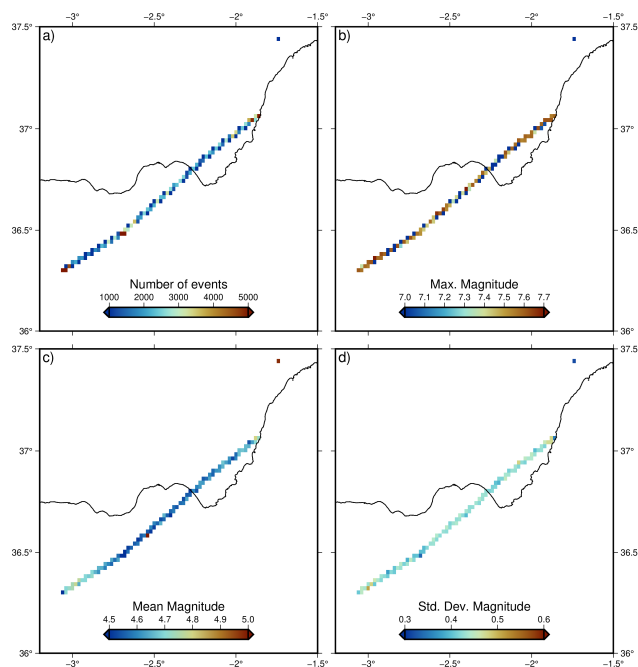 −3° −2.5° −2° −1.5° −3° −2.5° −2° −1.5°
37.5° 37.5°
a) b)
37° 37°
36.5° 36.5°
Number of events Max. Magnitude
1000 2000 3000 4000 5000 7.0 7.1 7.2 7.3 7.4 7.5 7.6 7.7
36° 36°
37.5° 37.5°
c) d)
37° 37°
36.5° 36.5°
Mean Magnitude Std. Dev. Magnitude
4.5 4.6 4.7 4.8 4.9 5.0 0.3 0.4 0.5 0.6
36° 36°
−3° −2.5° −2° −1.5° −3° −2.5° −2° −1.5°